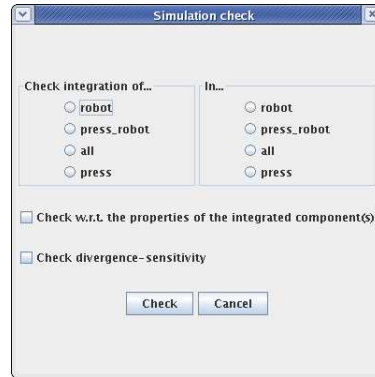 Simulation check
Check integration of... In...
robot robot
press_robot press_robot
all all
press press
Check w.r.t. the properties of the integrated component(s)
Check divergence-sensitivity
Check Cancel